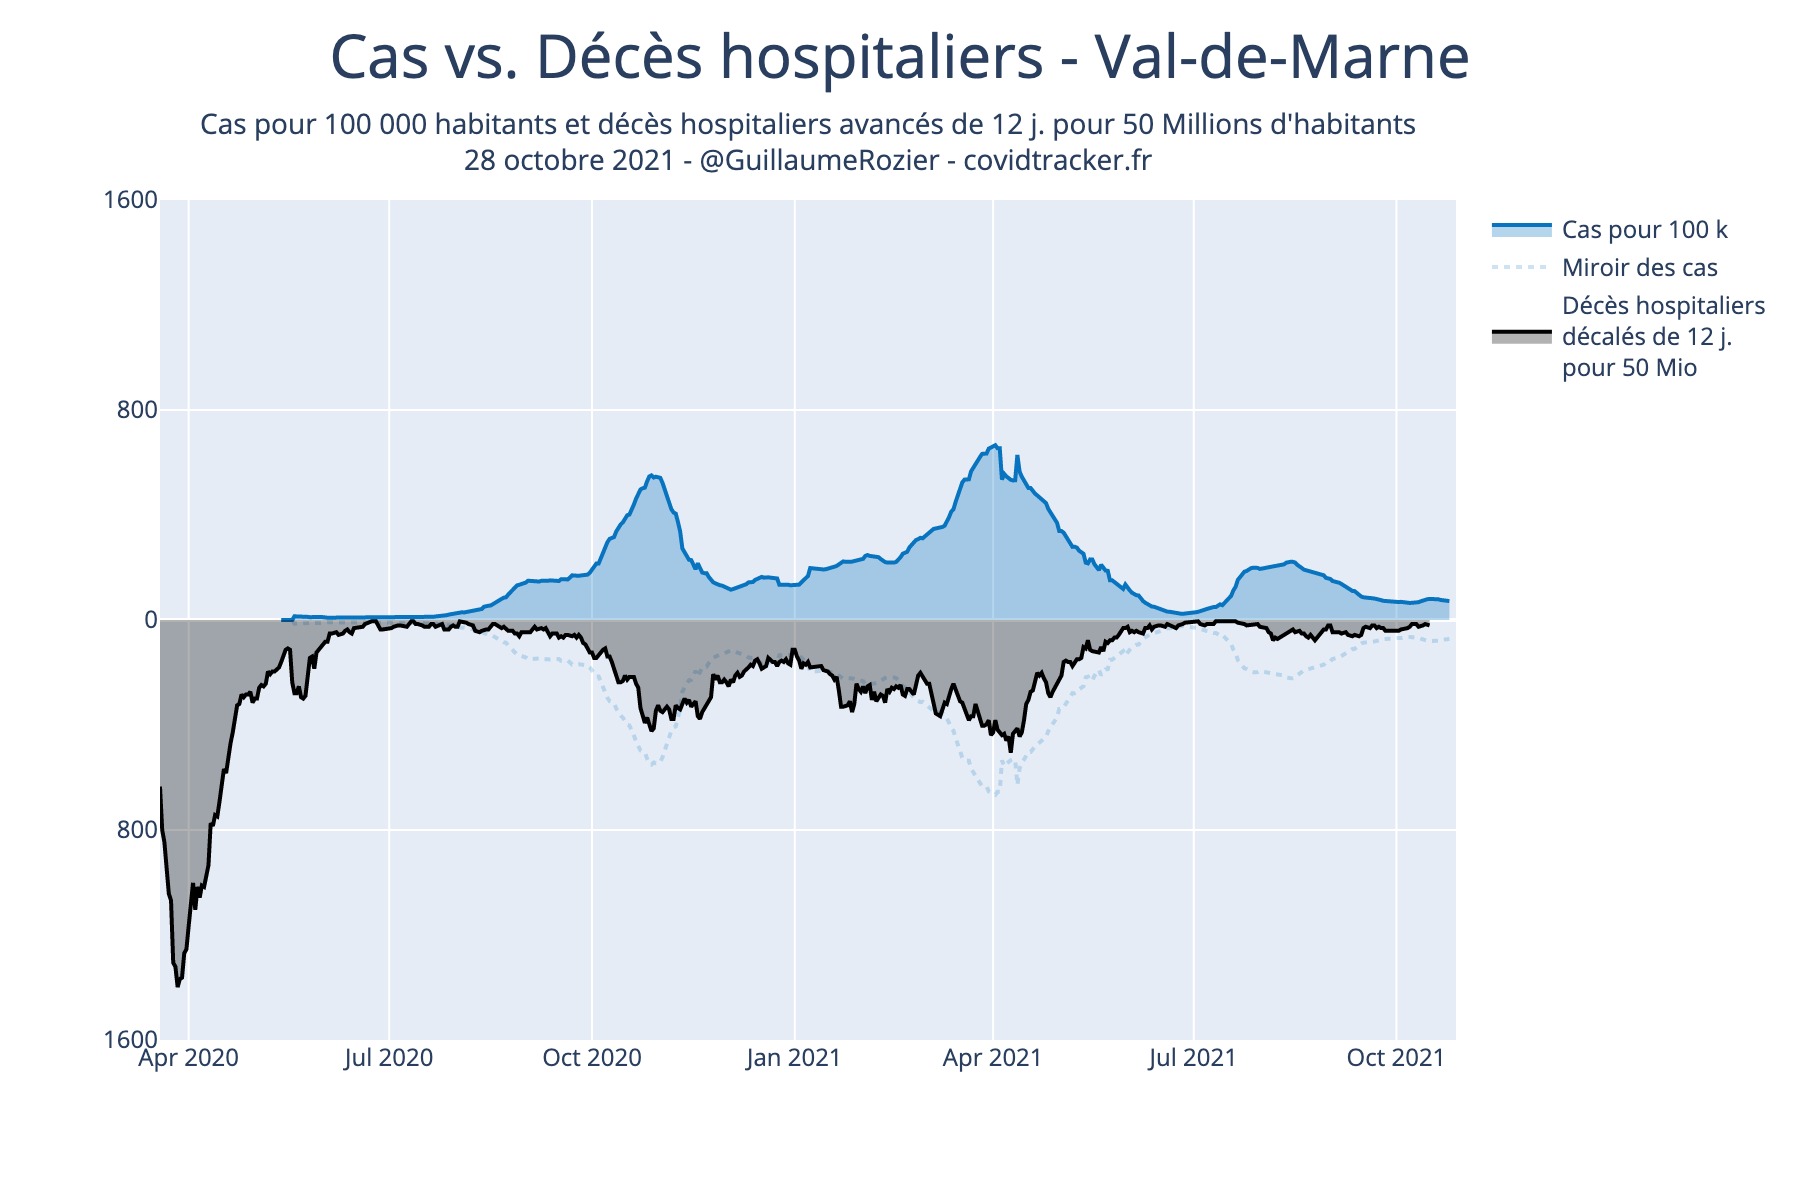 Cas vs. Décès hospitaliers - Val-de-Marne
Cas pour 100 000 habitants et décès hospitaliers avancés de 12 j. pour 50 Millions d'habitants
28 octobre 2021 - @GuillaumeRozier - covidtracker.fr
1600
800
0
800
1600
Apr 2020
Jul 2020
Oct 2020
Jan 2021
Apr 2021
Jul 2021
Oct 2021
Cas pour 100 k
Miroir des cas
Décès hospitaliers
décalés de 12 j.
pour 50 Mio